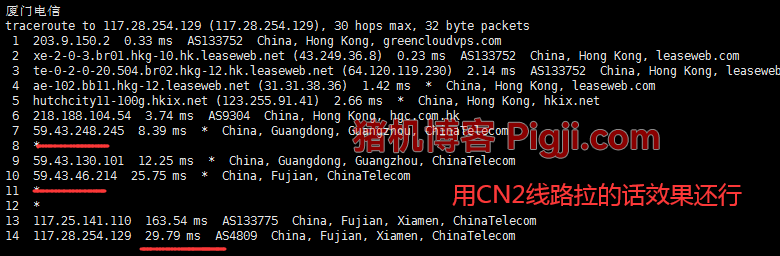 厦门电信
traceroute to 117.28.254.129 (117.28.254.129), 30 hops max, 32 byte packets
1 203.9.150.2 0.33 ms AS133752 China, Hong Kong, greencloudvps.com
2 xe-2-0-3.br01.hkg-10.hk.leaseweb.net (43.249.36.8) 0.23 ms AS133752 China, Hong Kong, leaseweb.com
3 te-0-2-0-20.504.br02.hkg-12.hk.leaseweb.net (64.120.119.230) 2.14 ms AS133752 China, Hong Kong, leaseweb.com
4 ae-102.bb11.hkg-12.leaseweb.net (31.31.38.36) 1.42 ms * China, Hong Kong, leaseweb.com
5 hutchcity11-100g.hkix.net (123.255.91.41) 2.66 ms * China, Hong Kong, hkix.net
6 218.188.104.54 3.74 ms AS9304 China, Hong Kong, hgc.com.hk
7 59.43.248.245 8.39 ms * China, Guangdong, Guangzhou, ChinaTelecom
猪机博客 Pigji.com
8 *
9 59.43.130.101 12.25 ms * China, Guangdong, Guangzhou, ChinaTelecom
10 59.43.46.214 25.75 ms * China, Fujian, ChinaTelecom
11 *
用CN2线路拉的话效果还行
12 *
13 117.25.141.110 163.54 ms AS133775 China, Fujian, Xiamen, ChinaTelecom
14 117.28.254.129 29.79 ms AS4809 China, Fujian, Xiamen, ChinaTelecom